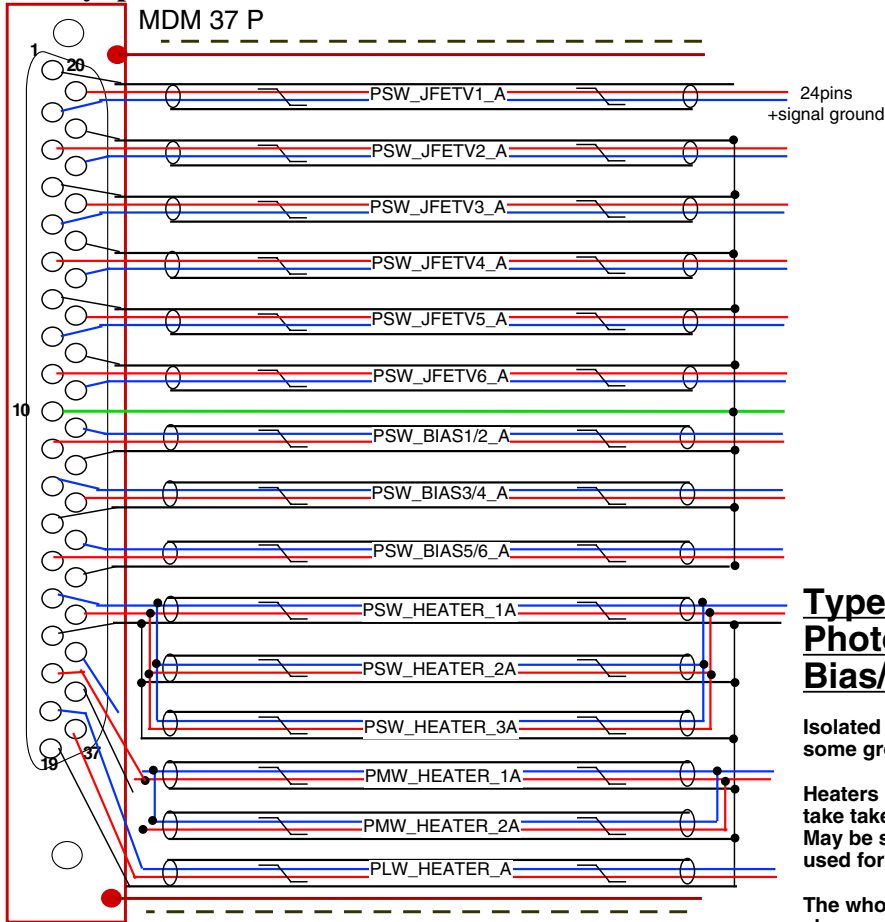 MDM 37 P
1
20
PSW_JFETV1_A
24pins
+signal ground
PSW_JFETV2_A
PSW_JFETV3_A
PSW_JFETV4_A
PSW_JFETV5_A
PSW_JFETV6_A
10
PSW_BIAS1/2_A
PSW_BIAS3/4_A
PSW_BIAS5/6_A
PSW_HEATER_1A
Type
Photo
Bias/
PSW_HEATER_2A
PSW_HEATER_3A
Isolated
some gr
19
37
PMW_HEATER_1A
Heaters
take take
PMW_HEATER_2A
May be s
used for
PLW_HEATER_A
The whol